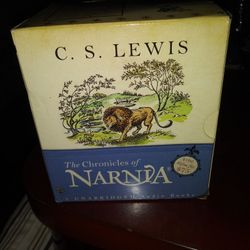 C. S. LEWIS
The Chronicles of
NARNIA
UNABRIDGED Audio Books